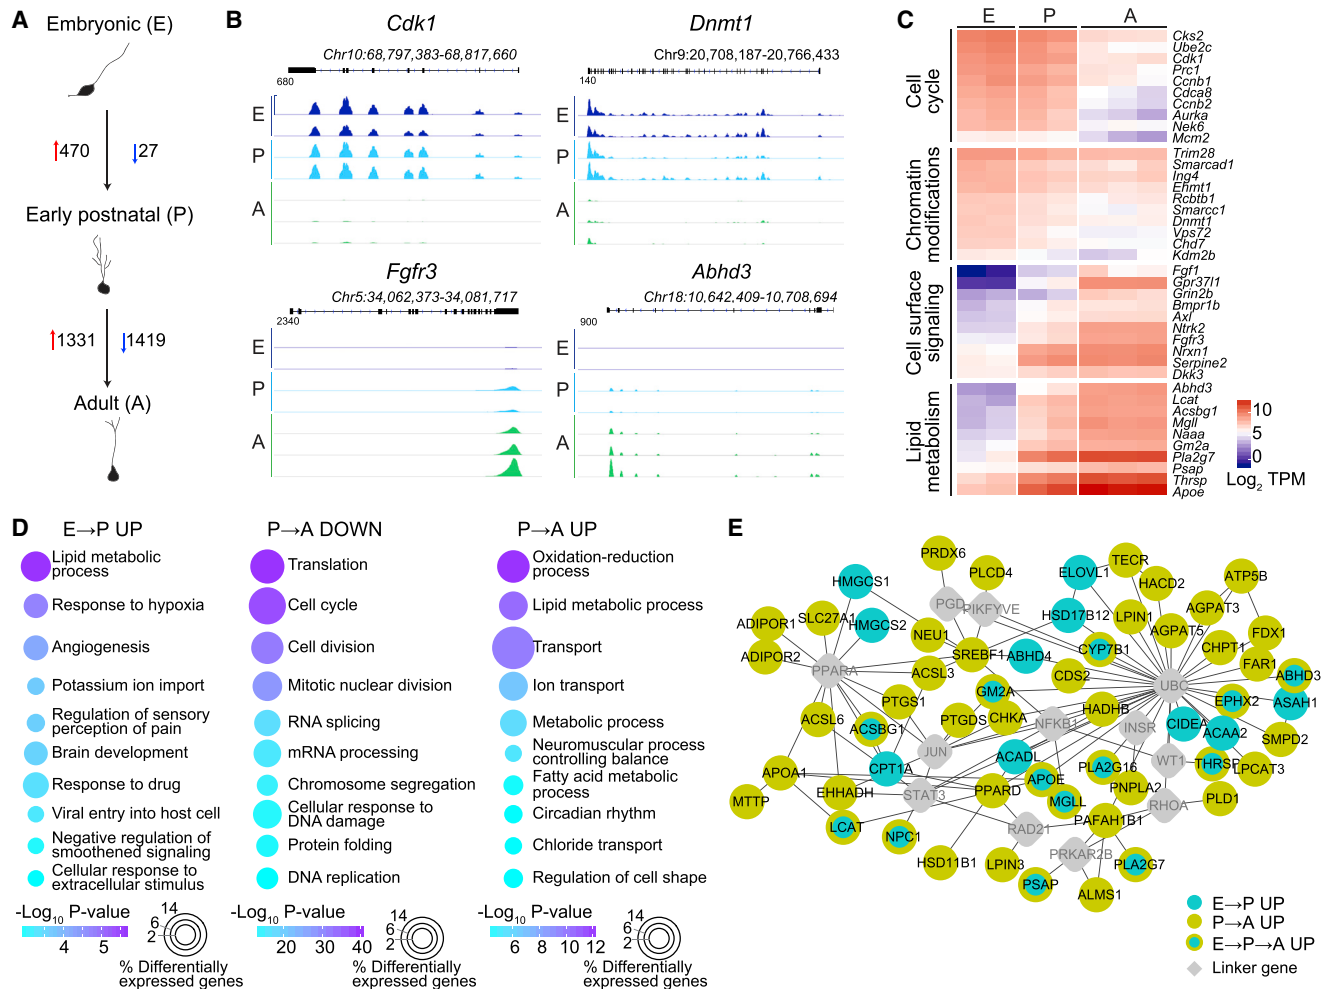 A
Embryonic (E)
470
27
Early postnatal (P)
1331
1419
Adult (A)
B
Cdk1
Chr10:68,797,383-68,817,660
680
E
P
A
Dnmt1
Chr9:20,708,187-20,766,433
140
E
P
A
Fgfr3
Chr5:34,062,373-34,081,717
2340
E
P
A
Abhd3
Chr18:10,642,409-10,708,694
900
E
P
A
C
E P A
Cell
cycle
Cks2
Ube2c
Cdk1
Prc1
Ccnb1
Cdca8
Ccnb2
Aurka
Nek6
Mcm2
Chromatin
modifications
Trim28
Smarcad1
Ing4
Ehmt1
Rcbtb1
Smarcc1
Dnmt1
Vps72
Chd7
Kdm2b
Cell surface
signaling
Fgf1
Gpr37l1
Grin2b
Bmpr1b
Axl
Ntrk2
Fgfr3
Nrxn1
Serpine2
Dkk3
Lipid
metabolism
Abhd3
Lcat
Acsbg1
Mgll
Naaa
Gm2a
Pla2g7
Psap
Thrsp
Apoe
10
5
0
Log2 TPM
D
E→P UP
Lipid metabolic
process
Response to hypoxia
Angiogenesis
Potassium ion import
Regulation of sensory
perception of pain
Brain development
Response to drug
Viral entry into host cell
Negative regulation of
smoothened signaling
Cellular response to
extracellular stimulus
-Log10 P-value
4 5
14
6
2
% Differentially
expressed genes
P→A DOWN
Translation
Cell cycle
Cell division
Mitotic nuclear division
RNA splicing
mRNA processing
Chromosome segregation
Cellular response to
DNA damage
Protein folding
DNA replication
-Log10 P-value
20 30 40
14
6
2
% Differentially
expressed genes
P→A UP
Oxidation-reduction
process
Lipid metabolic process
Transport
Ion transport
Metabolic process
Neuromuscular process
controlling balance
Fatty acid metabolic
process
Circadian rhythm
Chloride transport
Regulation of cell shape
-Log10 P-value
6 8 10 12
14
6
2
% Differentially
expressed genes
E
PRDX6
PLCD4
HMGCS1
ELOVL1
TECR
HACD2
ATP5B
PGD
PIKFYVE
HSD17B12
LPIN1
AGPAT3
ADIPOR1
SLC27A1
HMGCS2
NEU1
AGPAT5
FDX1
ADIPOR2
SREBF1
ABHD4
CYP7B1
CHPT1
FAR1
PPARA
ACSL3
CDS2
UBC
ABHD3
GM2A
EPHX2
ASAH1
PTGS1
HADHB
ACSL6
ACSBG1
PTGDS
CHKA
NFKB1
INSR
CIDEA
ACAA2
SMPD2
JUN
ACADL
WT1
THRSP
LPCAT3
APOA1
CPT1A
APOE
PLA2G16
PNPLA2
MTTP
EHHADH
STAT3
PPARD
MGLL
RHOA
PLD1
LCAT
NPC1
RAD21
PAFAH1B1
HSD11B1
LPIN3
PRKAR2B
PLA2G7
PSAP
ALMS1
E→P UP
P→A UP
E→P→A UP
Linker gene